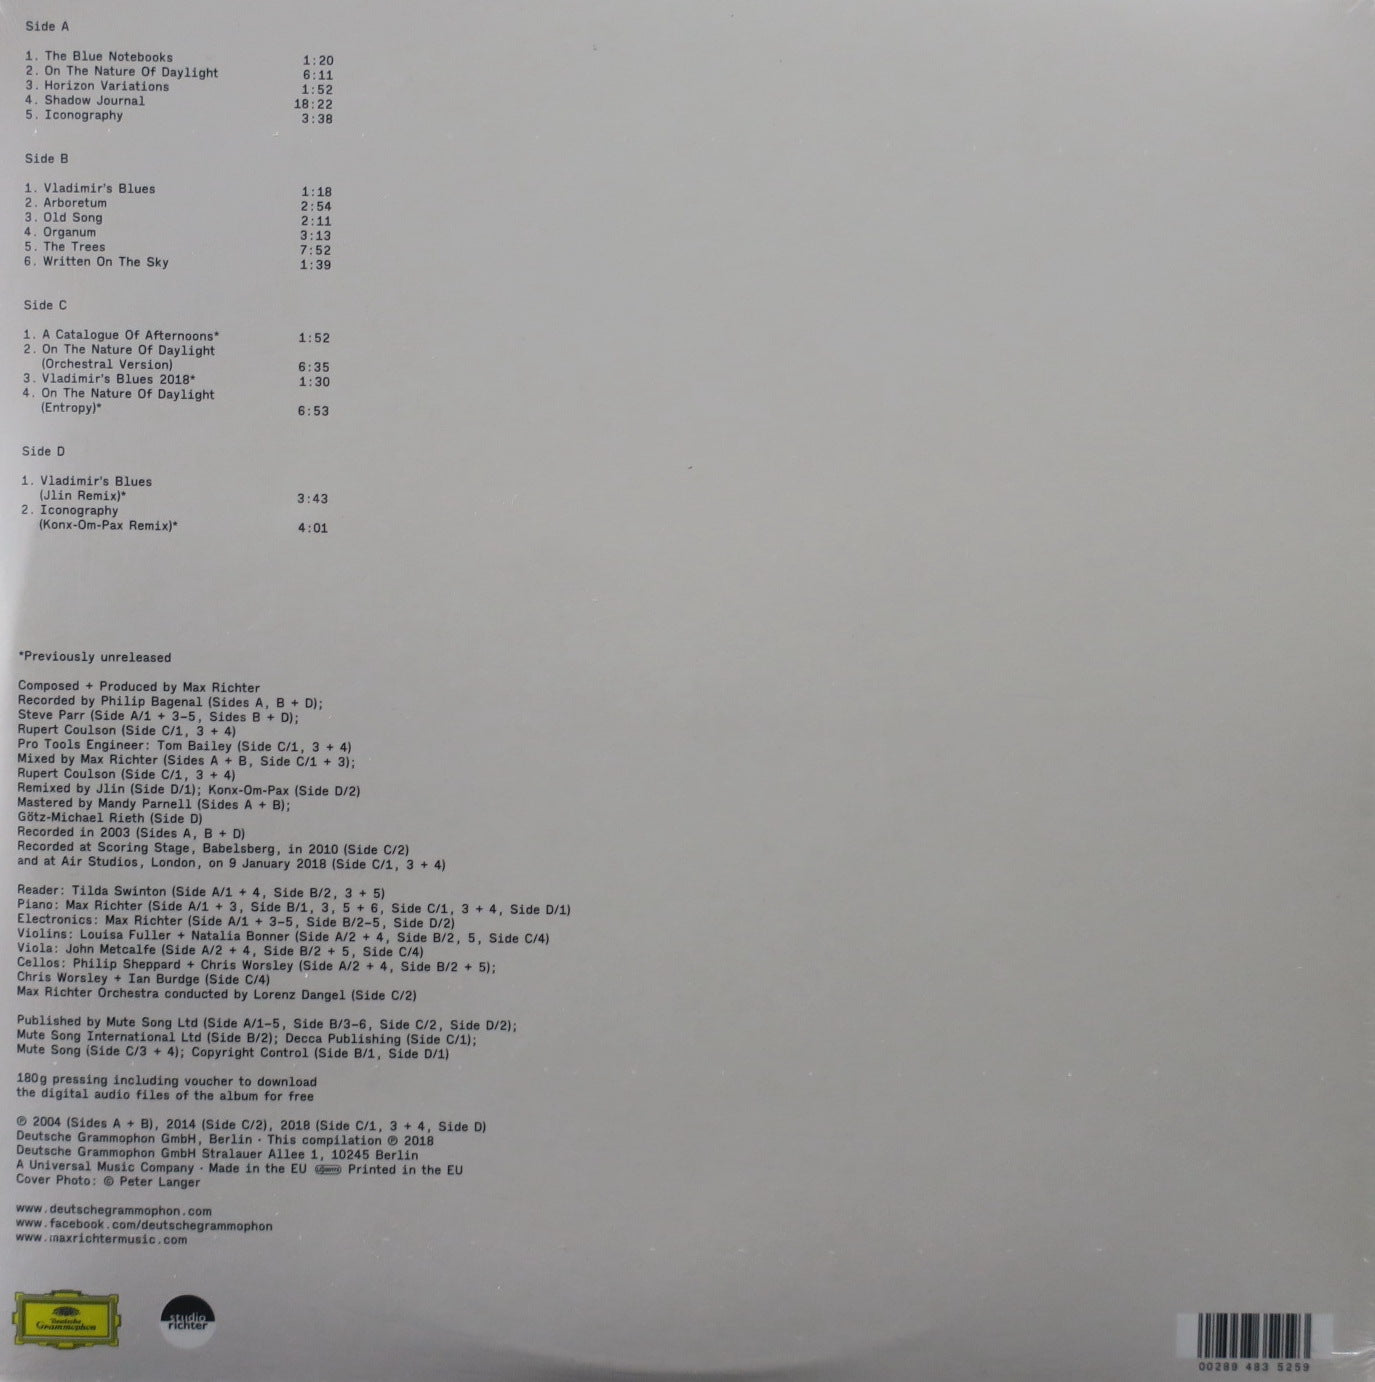 Side A
1. The Blue Notebooks 1:20
2. On The Nature Of Daylight 6:11
3. Horizon Variations 1:52
4. Shadow Journal 18:22
5. Iconography 3:38
Side B
1. Vladimir's Blues 1:18
2. Arboretum 2:54
3. Old Song 2:11
4. Organum 3:13
5. The Trees 7:52
6. Written On The Sky 1:39
Side C
1. A Catalogue Of Afternoons* 1:52
2. On The Nature Of Daylight
(Orchestral Version) 6:35
3. Vladimir's Blues 2018* 1:30
4. On The Nature Of Daylight
(Entropy)* 6:53
Side D
1. Vladimir's Blues
(Jlin Remix)* 3:43
2. Iconography
(Konx-Om-Pax Remix)* 4:01
*Previously unreleased
Composed + Produced by Max Richter
Recorded by Philip Bagenal (Sides A, B + D);
Steve Parr (Side A/1 + 3–5, Sides B + D);
Rupert Coulson (Side C/1, 3 + 4)
Pro Tools Engineer: Tom Bailey (Side C/1, 3 + 4)
Mixed by Max Richter (Sides A + B, Side C/1 + 3);
Rupert Coulson (Side C/1, 3 + 4)
Remixed by Jlin (Side D/1); Konx-Om-Pax (Side D/2)
Mastered by Mandy Parnell (Sides A + B);
Götz-Michael Rieth (Side D)
Recorded in 2003 (Sides A, B + D)
Recorded at Scoring Stage, Babelsberg, in 2010 (Side C/2)
and at Air Studios, London, on 9 January 2018 (Side C/1, 3 + 4)
Reader: Tilda Swinton (Side A/1 + 4, Side B/2, 3 + 5)
Piano: Max Richter (Side A/1 + 3, Side B/1, 3, 5 + 6, Side C/1, 3 + 4, Side D/1)
Electronics: Max Richter (Side A/1 + 3–5, Side B/2–5, Side D/2)
Violins: Louisa Fuller + Natalia Bonner (Side A/2 + 4, Side B/2, 5, Side C/4)
Viola: John Metcalfe (Side A/2 + 4, Side B/2 + 5, Side C/4)
Cellos: Philip Sheppard + Chris Worsley (Side A/2 + 4, Side B/2 + 5);
Chris Worsley + Ian Burdge (Side C/4)
Max Richter Orchestra conducted by Lorenz Dangel (Side C/2)
Published by Mute Song Ltd (Side A/1–5, Side B/3–6, Side C/2, Side D/2);
Mute Song International Ltd (Side B/2); Decca Publishing (Side C/1);
Mute Song (Side C/3 + 4); Copyright Control (Side B/1, Side D/1)
180g pressing including voucher to download
the digital audio files of the album for free
℗ 2004 (Sides A + B), 2014 (Side C/2), 2018 (Side C/1, 3 + 4, Side D)
Deutsche Grammophon GmbH, Berlin · This compilation ℗ 2018
Deutsche Grammophon GmbH Stralauer Allee 1, 10245 Berlin
A Universal Music Company · Made in the EU Printed in the EU
Cover Photo: © Peter Langer
www.deutschegrammophon.com
www.facebook.com/deutschegrammophon
www.maxrichtermusic.com
Deutsche
Grammophon
studio
richter
00289 483 5259